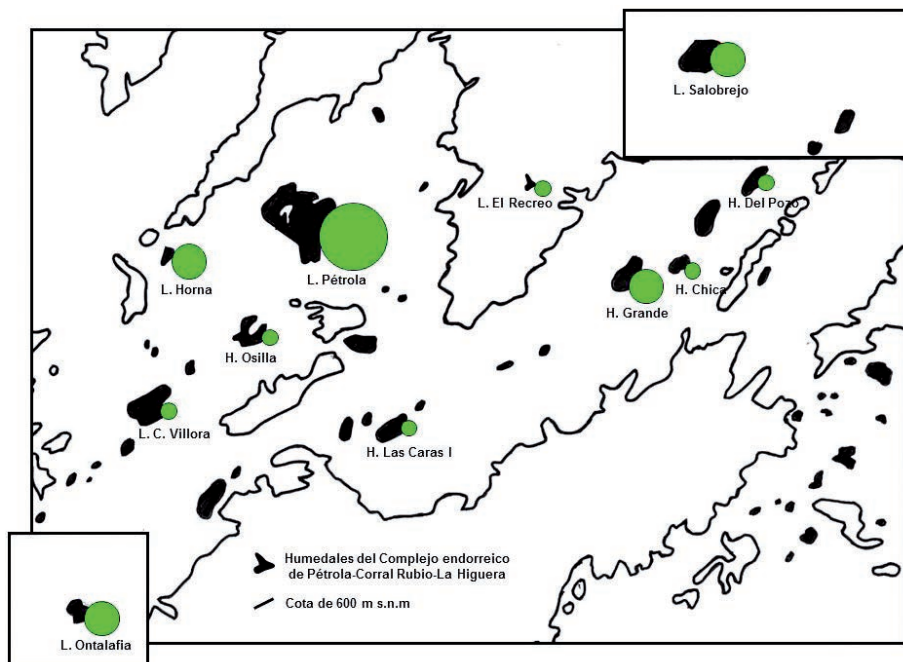 L. Salobrejo
L. El Recreo
H. Del Pozo
L. Horna
L. Pétrola
H. Chica
H. Grande
H. Osilla
L. C. Villora
H. Las Caras I
Humedales del Complejo endorreico
de Pétrola-Corral Rubio-La Higuera
Cota de 600 m s.n.m
L. Ontalafia